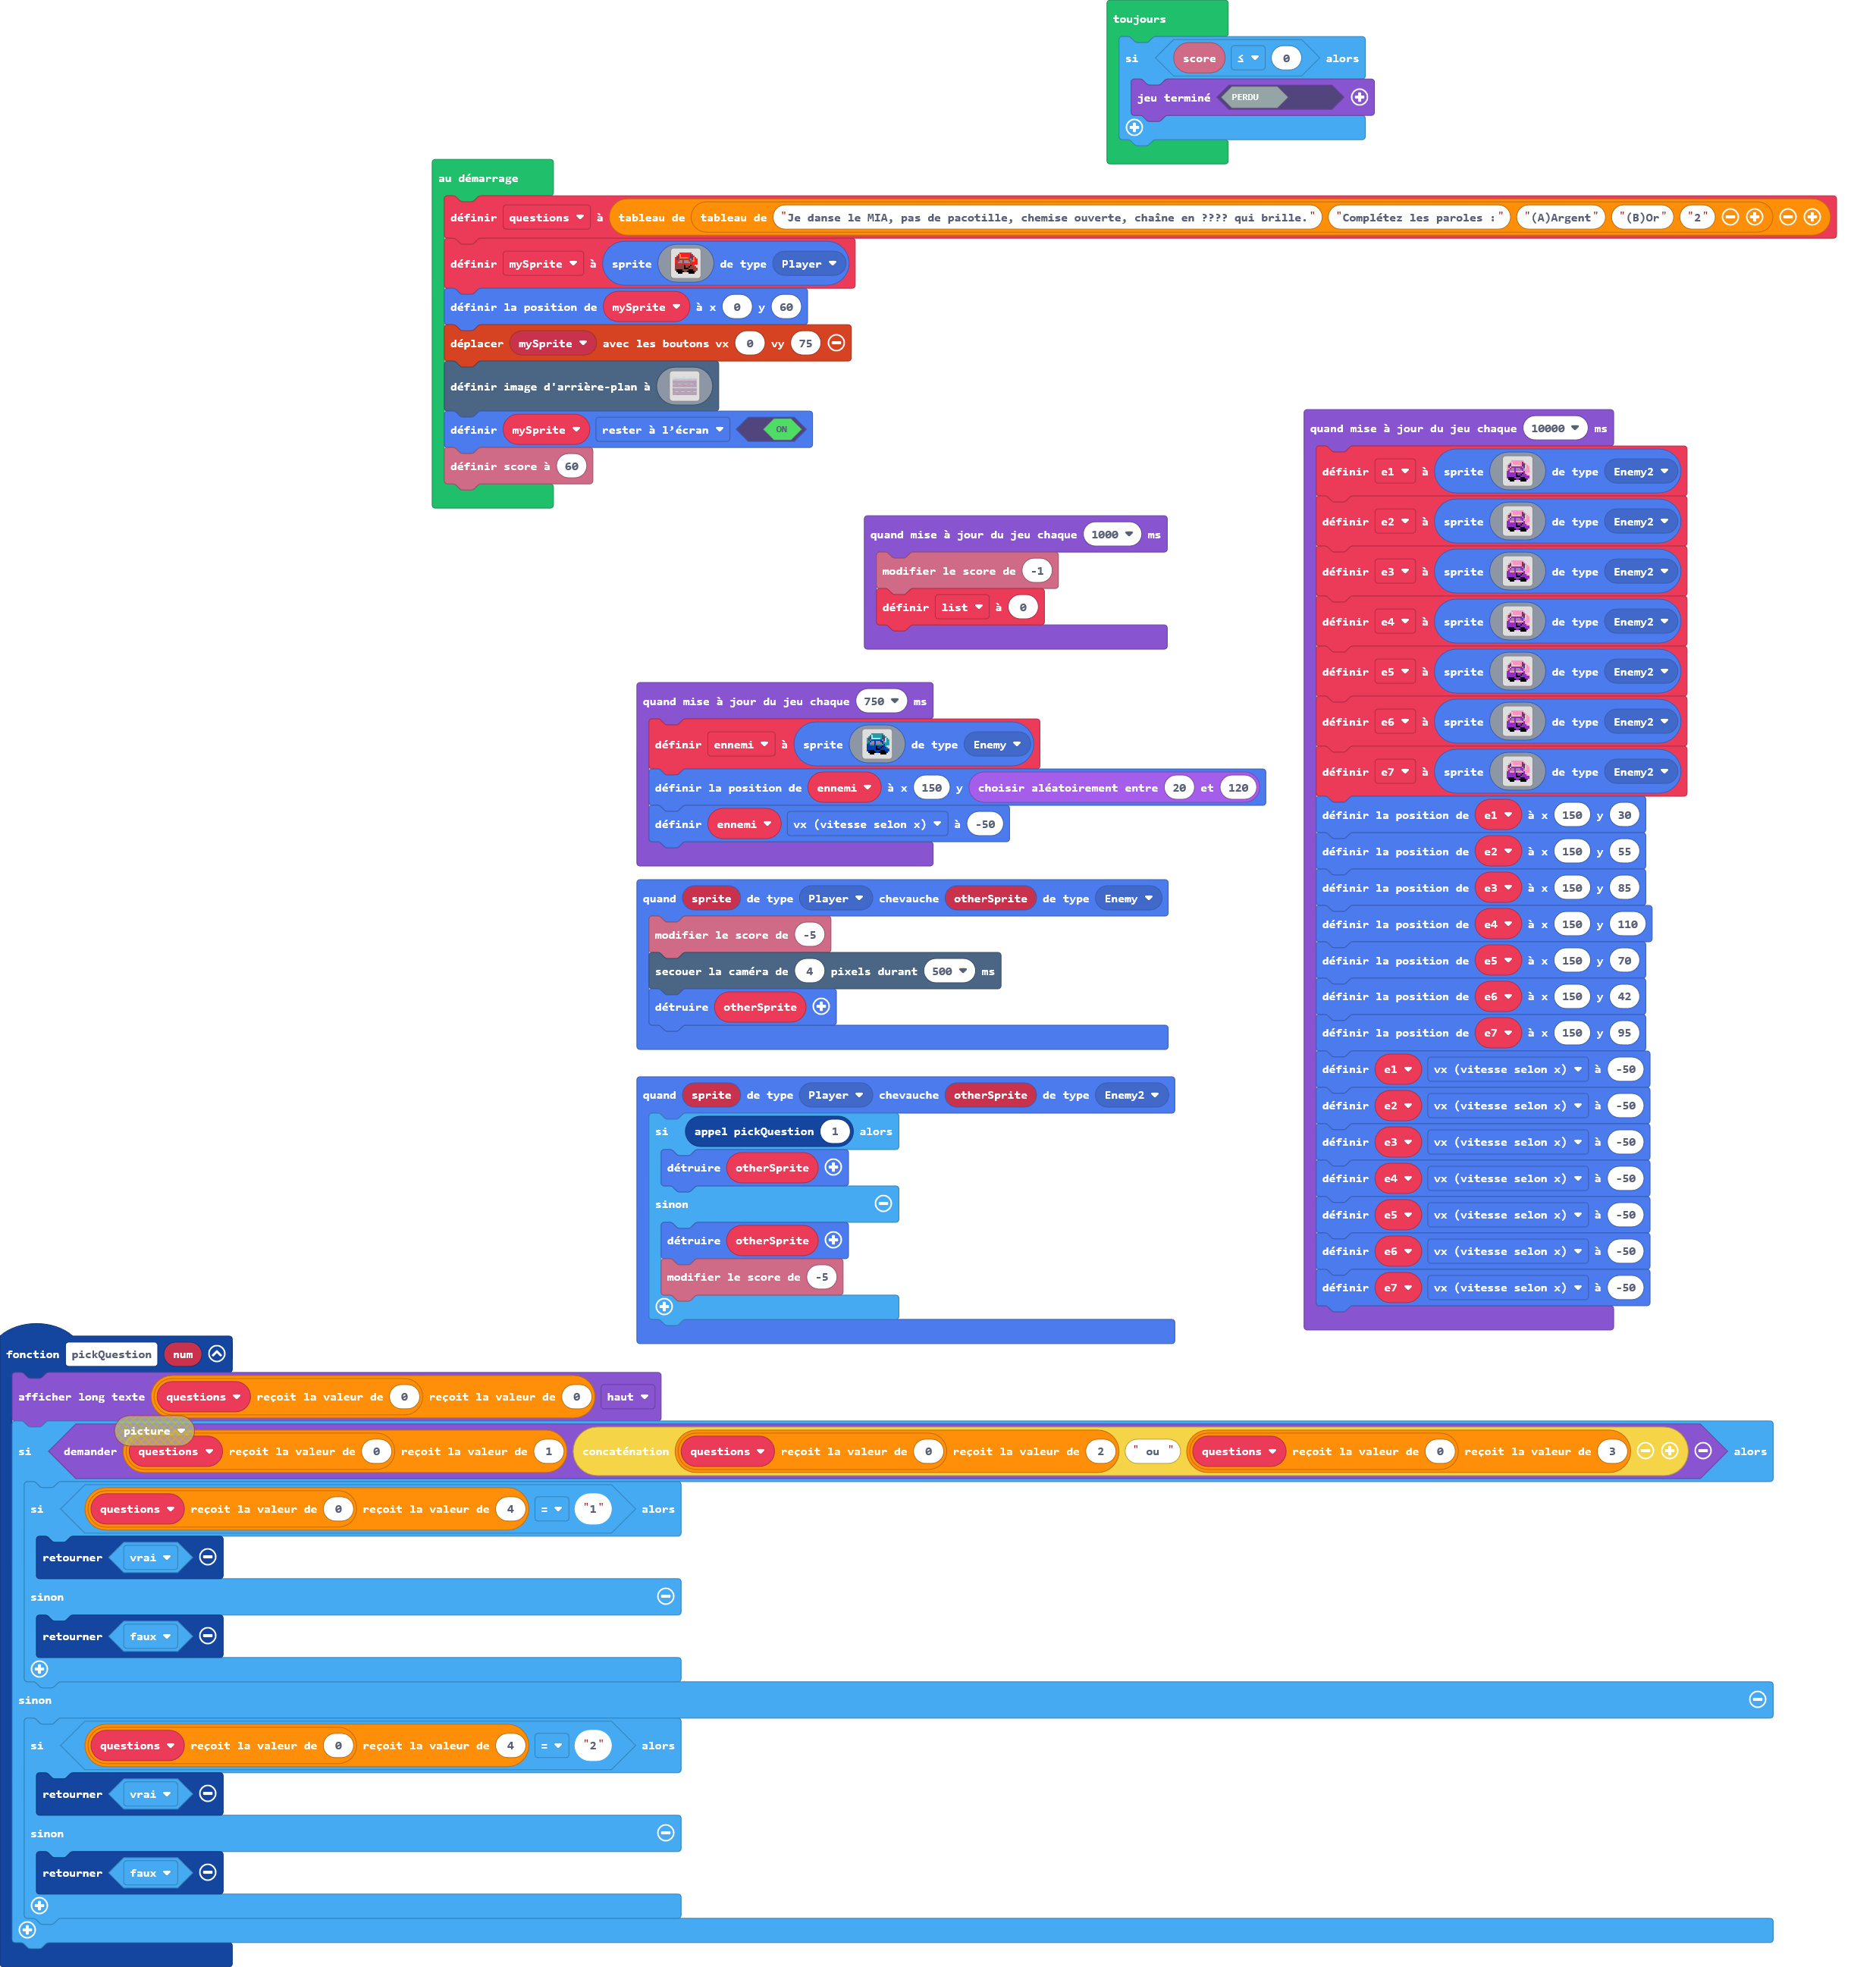 toujours
si score ≤ 0 alors
jeu terminé PERDU
au démarrage
définir questions à tableau de tableau de "Je danse le MIA, pas de pacotille, chemise ouverte, chaîne en ???? qui brille." "Complétez les paroles :" "(A)Argent" "(B)Or" "2"
définir mySprite à sprite de type Player
définir la position de mySprite à x 0 y 60
déplacer mySprite avec les boutons vx 0 vy 75
définir image d'arrière-plan à
définir mySprite rester à l’écran ON
définir score à 60
quand mise à jour du jeu chaque 1000 ms
modifier le score de -1
définir list à 0
quand mise à jour du jeu chaque 750 ms
définir ennemi à sprite de type Enemy
définir la position de ennemi à x 150 y choisir aléatoirement entre 20 et 120
définir ennemi vx (vitesse selon x) à -50
quand sprite de type Player chevauche otherSprite de type Enemy
modifier le score de -5
secouer la caméra de 4 pixels durant 500 ms
détruire otherSprite
quand sprite de type Player chevauche otherSprite de type Enemy2
si appel pickQuestion 1 alors
détruire otherSprite
sinon
détruire otherSprite
modifier le score de -5
quand mise à jour du jeu chaque 10000 ms
définir e1 à sprite de type Enemy2
définir e2 à sprite de type Enemy2
définir e3 à sprite de type Enemy2
définir e4 à sprite de type Enemy2
définir e5 à sprite de type Enemy2
définir e6 à sprite de type Enemy2
définir e7 à sprite de type Enemy2
définir la position de e1 à x 150 y 30
définir la position de e2 à x 150 y 55
définir la position de e3 à x 150 y 85
définir la position de e4 à x 150 y 110
définir la position de e5 à x 150 y 70
définir la position de e6 à x 150 y 42
définir la position de e7 à x 150 y 95
définir e1 vx (vitesse selon x) à -50
définir e2 vx (vitesse selon x) à -50
définir e3 vx (vitesse selon x) à -50
définir e4 vx (vitesse selon x) à -50
définir e5 vx (vitesse selon x) à -50
définir e6 vx (vitesse selon x) à -50
définir e7 vx (vitesse selon x) à -50
fonction pickQuestion num
afficher long texte questions reçoit la valeur de 0 reçoit la valeur de 0 haut
picture
si demander questions reçoit la valeur de 0 reçoit la valeur de 1 concaténation questions reçoit la valeur de 0 reçoit la valeur de 2 " ou " questions reçoit la valeur de 0 reçoit la valeur de 3 alors
si questions reçoit la valeur de 0 reçoit la valeur de 4 = "1" alors
retourner vrai
sinon
retourner faux
sinon
si questions reçoit la valeur de 0 reçoit la valeur de 4 = "2" alors
retourner vrai
sinon
retourner faux